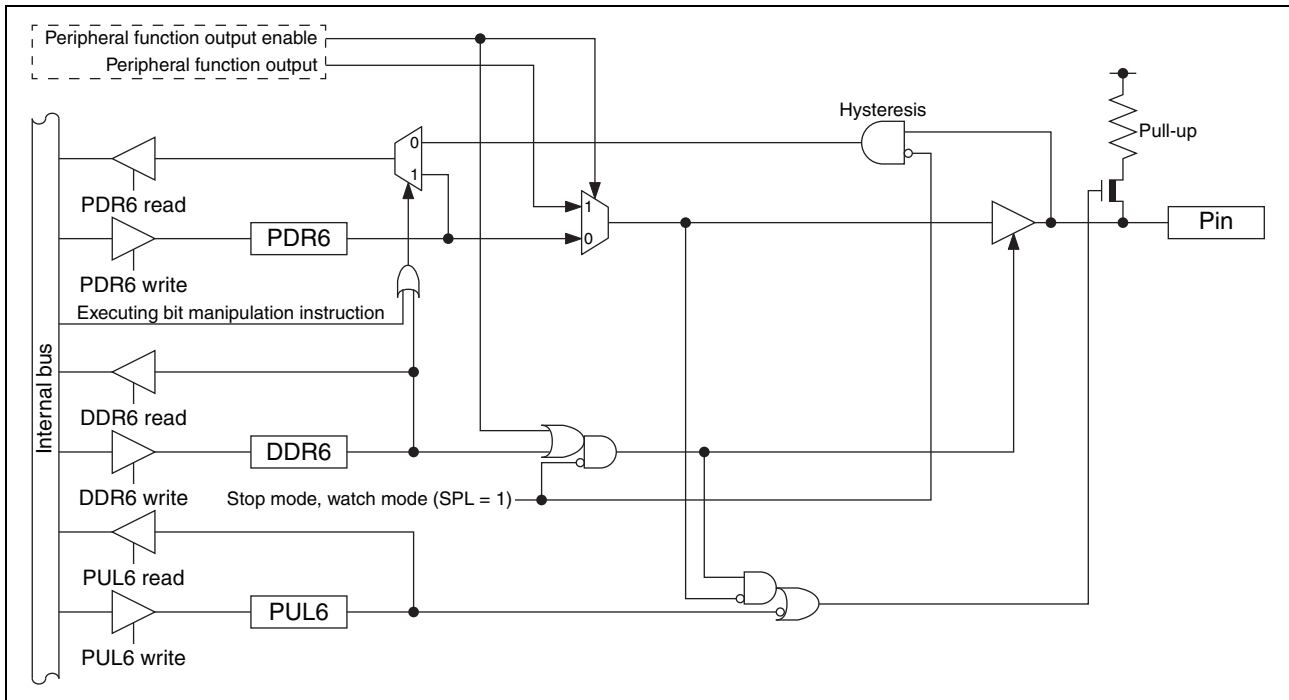 Peripheral function output enable
Peripheral function output
Hysteresis
Pull-up
0
1
PDR6 read
1
PDR6
0
Pin
PDR6 write
Executing bit manipulation instruction
Internal bus
DDR6 read
DDR6
DDR6 write
Stop mode, watch mode (SPL = 1)
PUL6 read
PUL6
PUL6 write